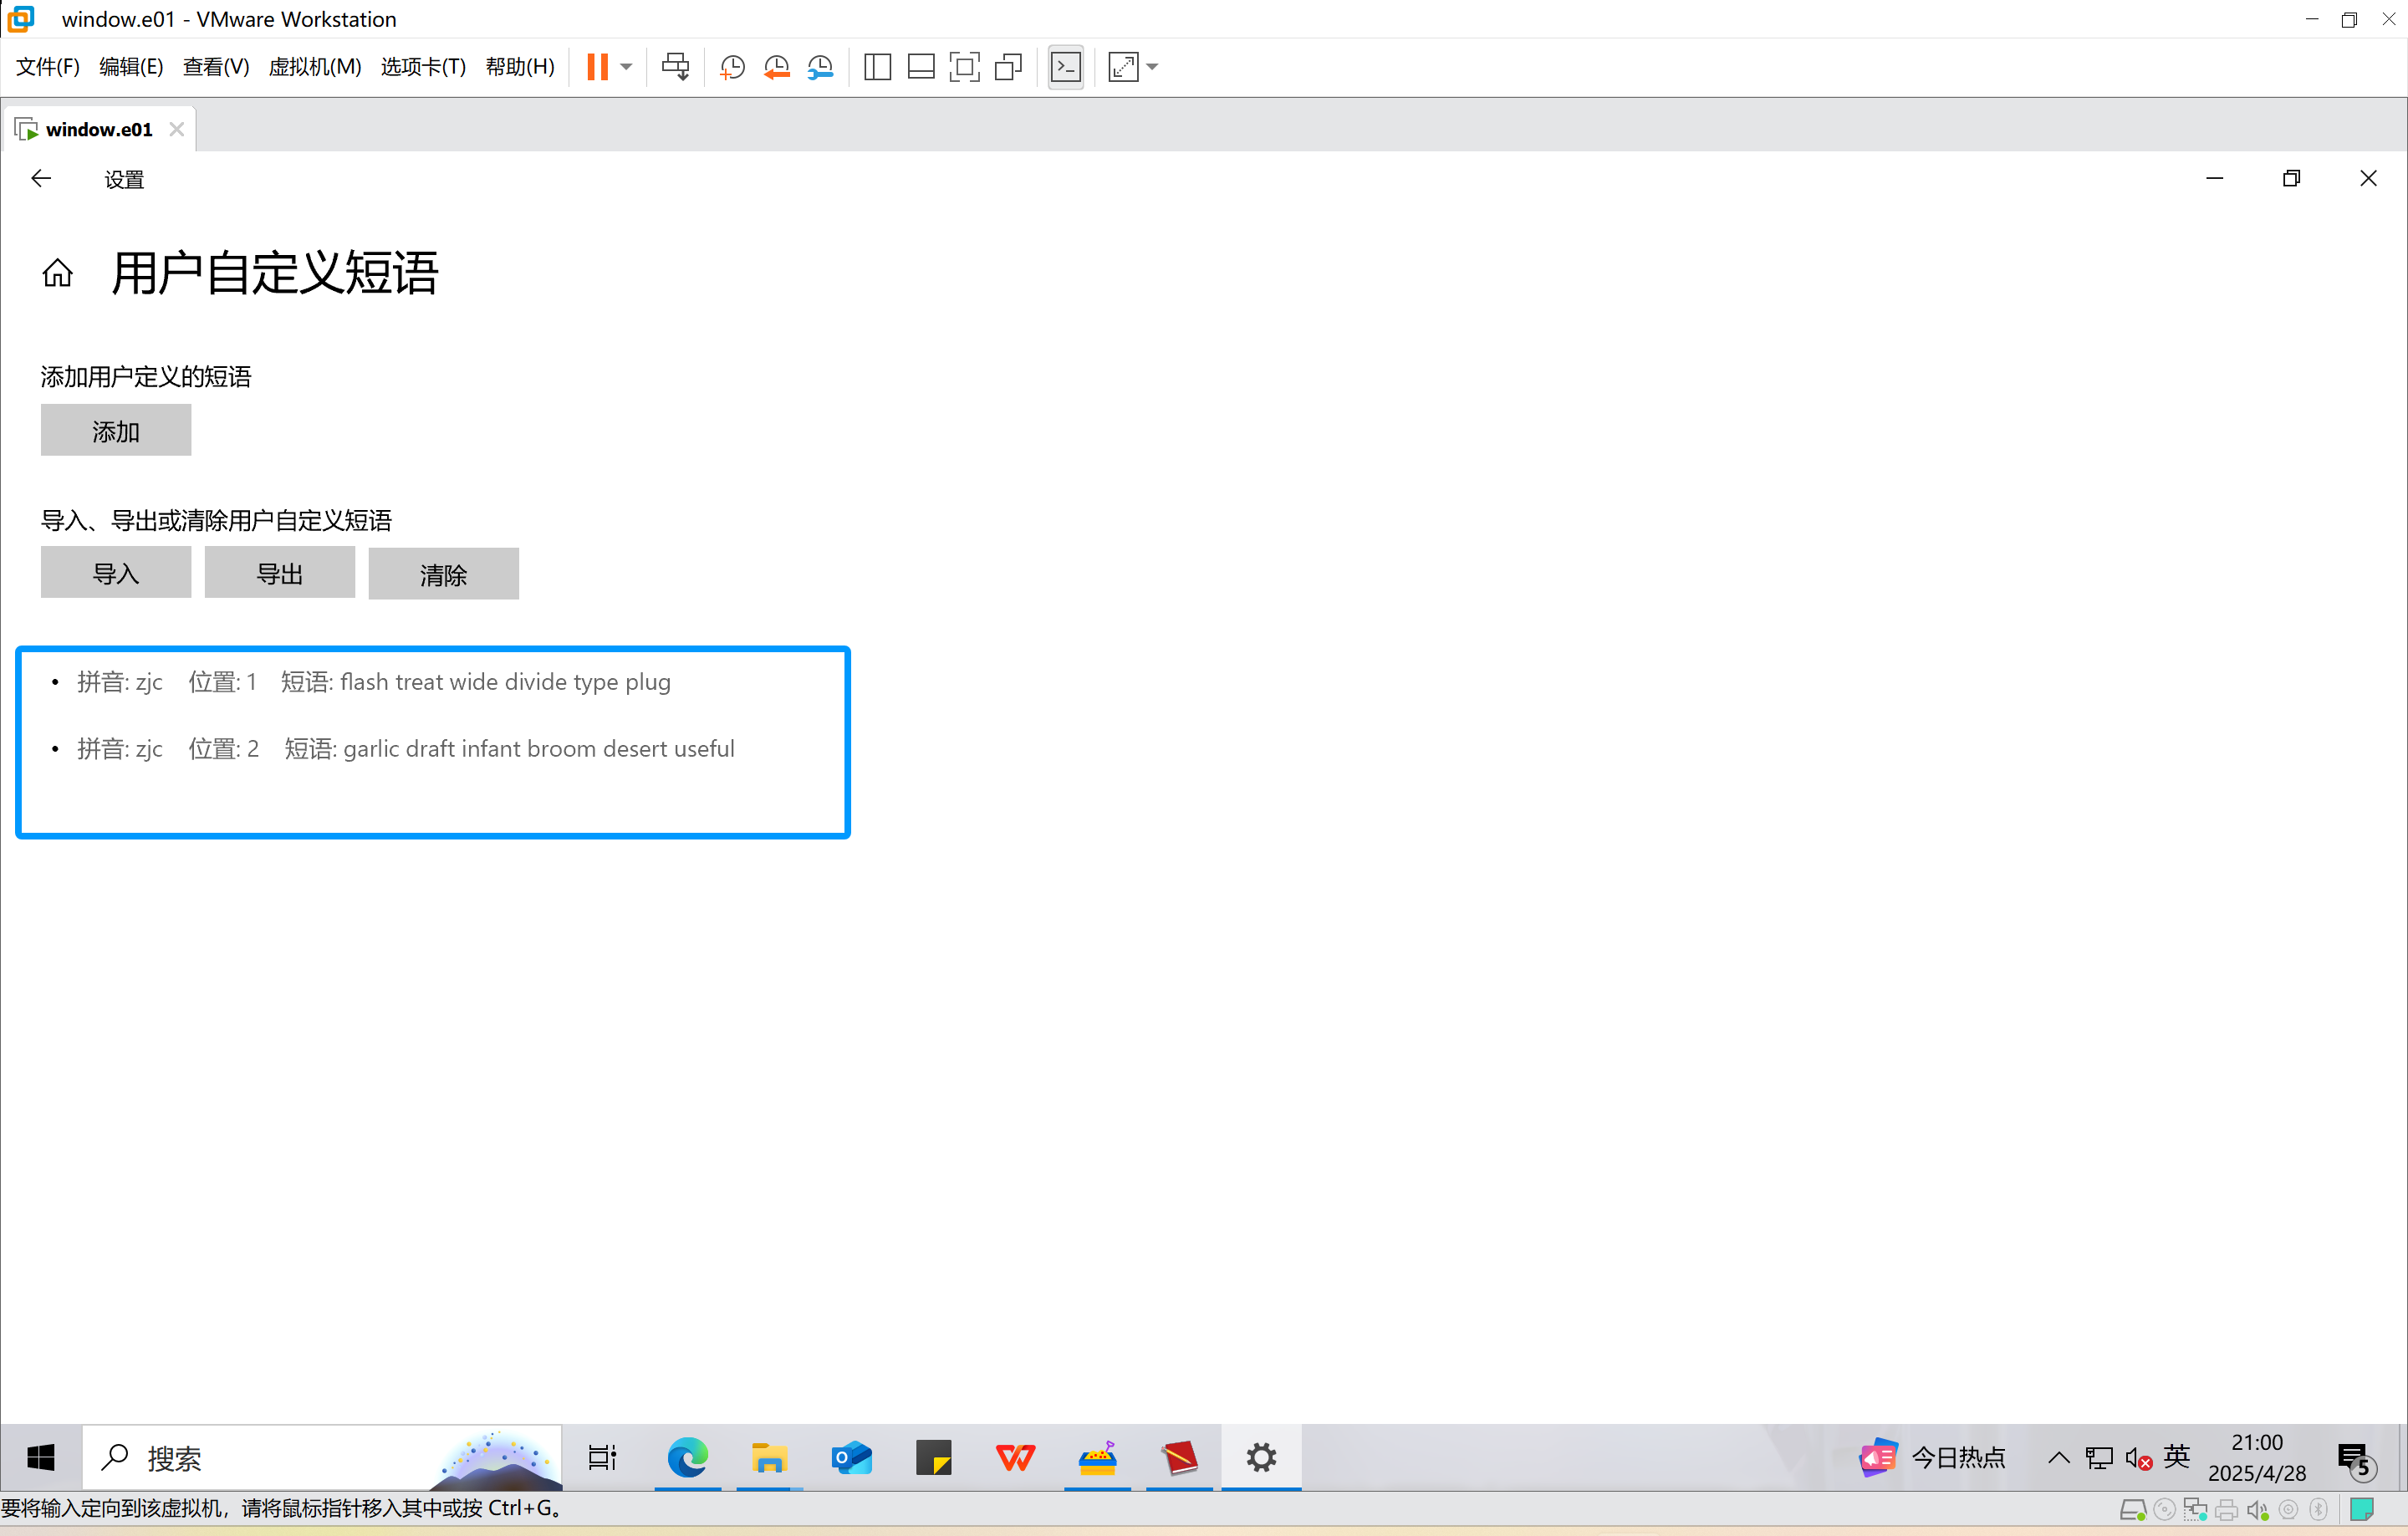 window.e01 - VMware Workstation
文件(F) 编辑(E) 查看(V) 虚拟机(M) 选项卡(T) 帮助(H)
window.e01
设置
用户自定义短语
添加用户定义的短语
添加
导入、导出或清除用户自定义短语
导入 导出 清除
拼音: zjc 位置: 1 短语: flash treat wide divide type plug
拼音: zjc 位置: 2 短语: garlic draft infant broom desert useful
搜索
今日热点
英
21:00
2025/4/28
5
要将输入定向到该虚拟机，请将鼠标指针移入其中或按 Ctrl+G。